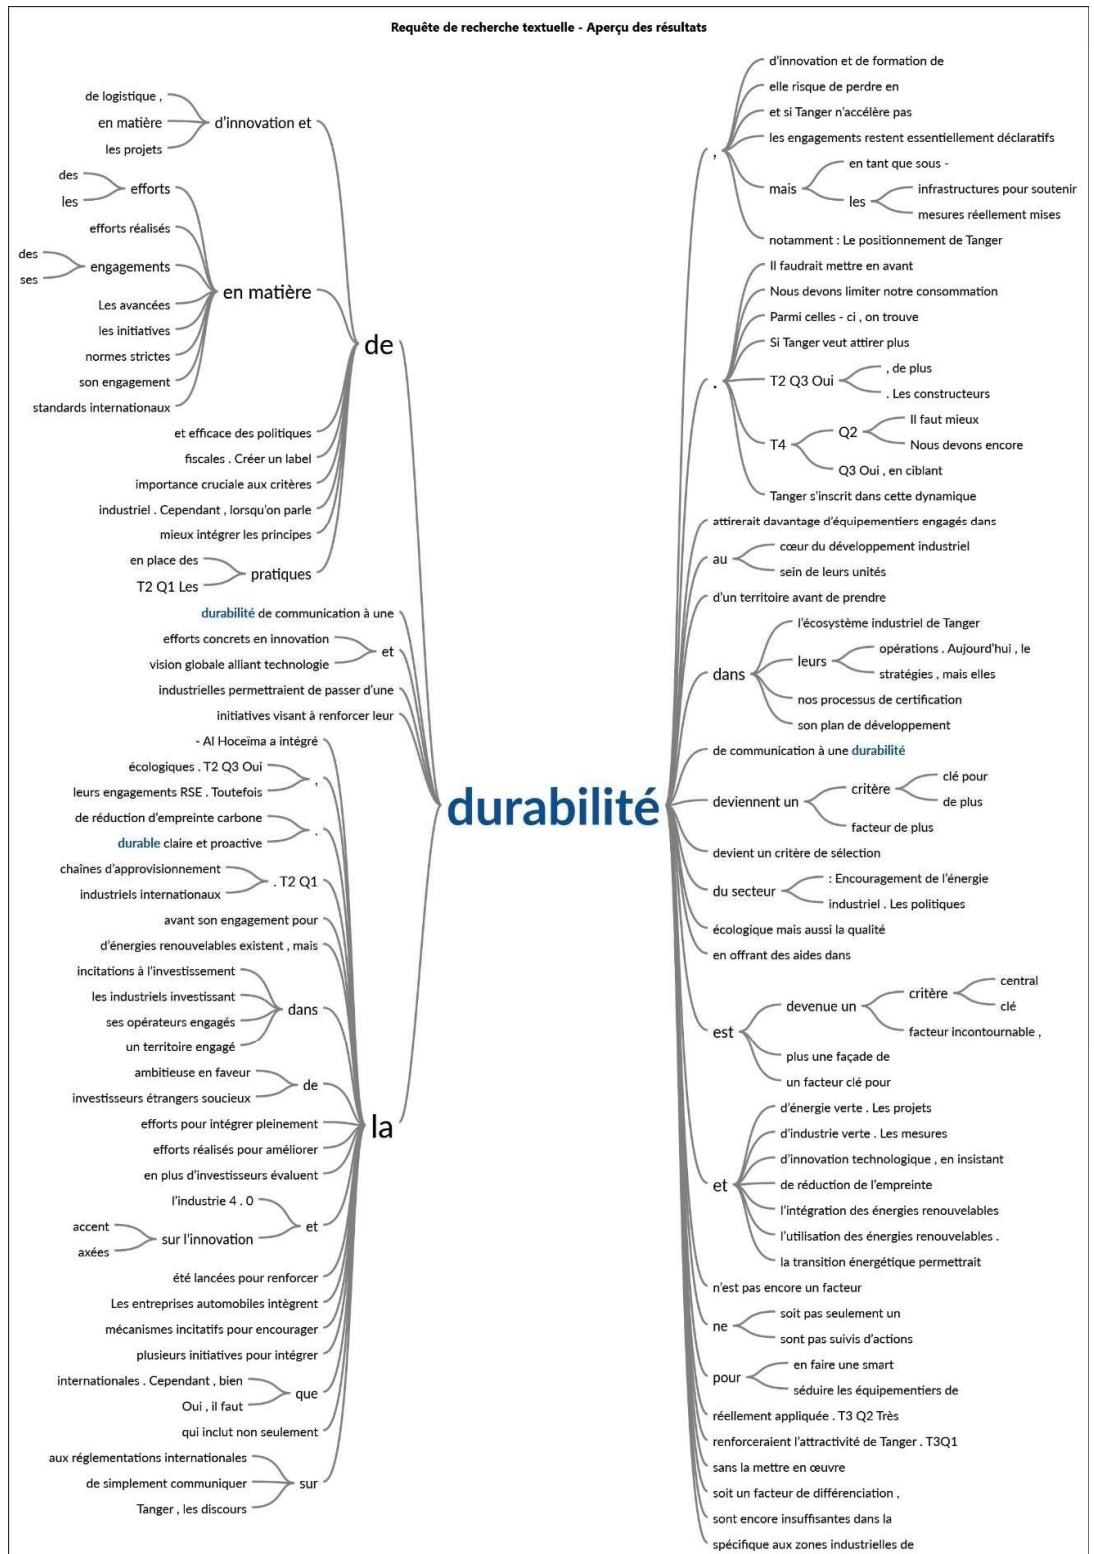 Requête de recherche textuelle - Aperçu des résultats
de logistique ,
en matière
les projets
d'innovation et
des
les
efforts
efforts réalisés
des
ses
engagements
Les avancées
les initiatives
normes strictes
son engagement
standards internationaux
en matière
et efficace des politiques
fiscales . Créer un label
importance cruciale aux critères
industriel . Cependant , lorsqu'on parle
mieux intégrer les principes
en place des
T2 Q1 Les
pratiques
de
durabilité de communication à une
efforts concrets en innovation
vision globale alliant technologie
et
industrielles permettraient de passer d'une
initiatives visant à renforcer leur
- Al Hoceïma a intégré
écologiques . T2 Q3 Oui
leurs engagements RSE . Toutefois
,
de réduction d'empreinte carbone
durable claire et proactive
.
chaînes d'approvisionnement
industriels internationaux
. T2 Q1
avant son engagement pour
d'énergies renouvelables existent , mais
incitations à l'investissement
les industriels investissant
ses opérateurs engagés
un territoire engagé
dans
ambitieuse en faveur
investisseurs étrangers soucieux
de
efforts pour intégrer pleinement
efforts réalisés pour améliorer
en plus d'investisseurs évaluent
l'industrie 4 . 0
accent
axées
sur l'innovation
et
été lancées pour renforcer
Les entreprises automobiles intègrent
mécanismes incitatifs pour encourager
plusieurs initiatives pour intégrer
internationales . Cependant , bien
Oui , il faut
que
qui inclut non seulement
aux réglementations internationales
de simplement communiquer
Tanger , les discours
sur
la
durabilité
,
d'innovation et de formation de
elle risque de perdre en
et si Tanger n'accélère pas
les engagements restent essentiellement déclaratifs
mais
en tant que sous -
les
infrastructures pour soutenir
mesures réellement mises
notamment : Le positionnement de Tanger
.
Il faudrait mettre en avant
Nous devons limiter notre consommation
Parmi celles - ci , on trouve
Si Tanger veut attirer plus
T2 Q3 Oui
, de plus
. Les constructeurs
T4
Q2
Il faut mieux
Nous devons encore
Q3 Oui , en ciblant
Tanger s'inscrit dans cette dynamique
attirerait davantage d'équipementiers engagés dans
au
cœur du développement industriel
sein de leurs unités
d'un territoire avant de prendre
dans
l'écosystème industriel de Tanger
leurs
opérations . Aujourd'hui , le
stratégies , mais elles
nos processus de certification
son plan de développement
de communication à une durabilité
deviennent un
critère
clé pour
de plus
facteur de plus
devient un critère de sélection
du secteur
: Encouragement de l'énergie
industriel . Les politiques
écologique mais aussi la qualité
en offrant des aides dans
est
devenue un
critère
central
clé
facteur incontournable ,
plus une façade de
un facteur clé pour
et
d'énergie verte . Les projets
d'industrie verte . Les mesures
d'innovation technologique , en insistant
de réduction de l'empreinte
l'intégration des énergies renouvelables
l'utilisation des énergies renouvelables .
la transition énergétique permettrait
n'est pas encore un facteur
ne
soit pas seulement un
sont pas suivis d'actions
pour
en faire une smart
séduire les équipementiers de
réellement appliquée . T3 Q2 Très
renforceraient l'attractivité de Tanger . T3Q1
sans la mettre en œuvre
soit un facteur de différenciation ,
sont encore insuffisantes dans la
spécifique aux zones industrielles de